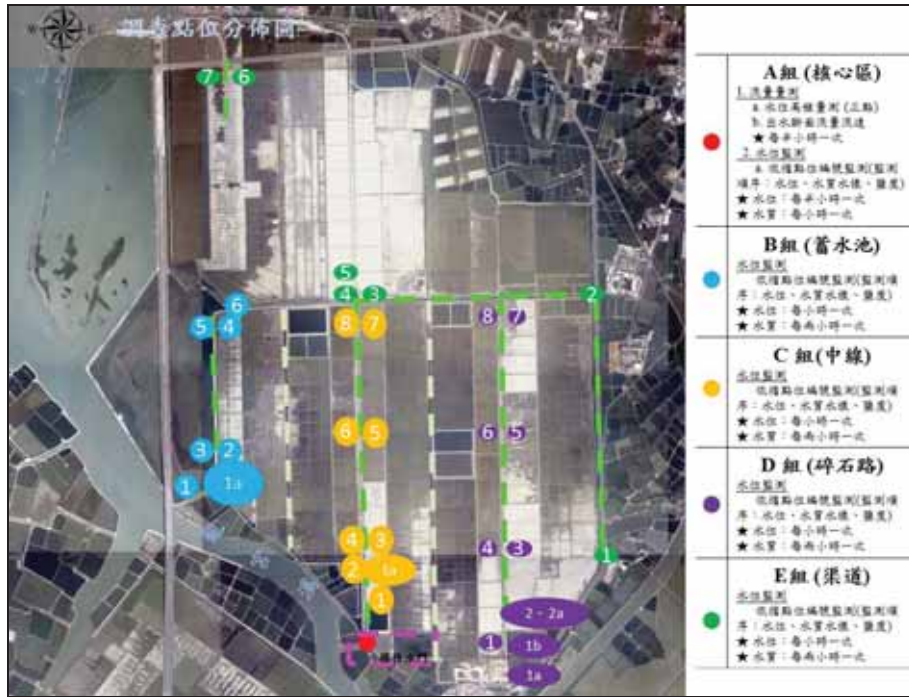 調查點位分佈圖
W
E
7
6
5
4
3
2
6
5
4
3
2
1
1a
8
7
6
5
4
3
2
1a
1
8
7
6
5
4
3
2－2a
1
1b
1a
1
A組(核心區)
1. 流量量測
a. 水位高程量測(正點)
b. 出水斷面流量流速
★ 每半小時一次
2. 水位監測
a. 依循點位編號監測(監測
順序：水位、水質水樣、鹽度)
★ 水位：每半小時一次
★ 水質：每小時一次
B組(蓄水池)
水位監測
依循點位編號監測(監測順
序：水位、水質水樣、鹽度)
★ 水位：每小時一次
★ 水質：每兩小時一次
C 組(中線)
水位監測
依循點位編號監測(監測順
序：水位、水質水樣、鹽度)
★ 水位：每小時一次
★ 水質：每兩小時一次
D 組(碎石路)
水位監測
依循點位編號監測(監測順
序：水位、水質水樣、鹽度)
★ 水位：每小時一次
★ 水質：每兩小時一次
E組(渠道)
水位監測
依循點位編號監測(監測順
序：水位、水質水樣、鹽度)
★ 水位：每小時一次
★ 水質：每兩小時一次